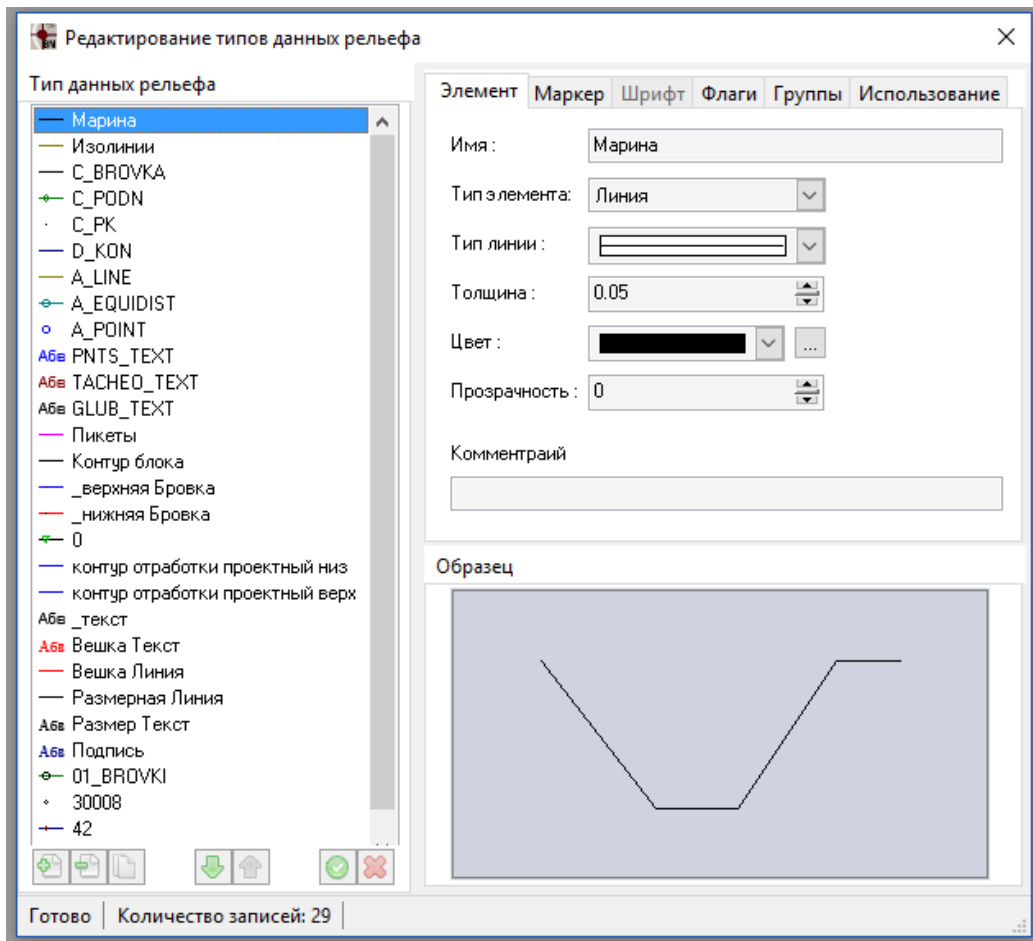 Редактирование типов данных рельефа
Тип данных рельефа
Марина
Изолинии
C_BROVKA
C_PODN
C_PK
D_KON
A_LINE
A_EQUIDIST
A_POINT
Абв PNTS_TEXT
Абв TACHEO_TEXT
Абв GLUB_TEXT
Пикеты
Контур блока
_верхняя Бровка
_нижняя Бровка
0
контур отработки проектный низ
контур отработки проектный верх
Абв _текст
Абв Вешка Текст
Вешка Линия
Размерная Линия
Абв Размер Текст
Абв Подпись
01_BROVKI
30008
42
Элемент Маркер Шрифт Флаги Группы Использование
Имя : Марина
Тип элемента: Линия
Тип линии :
Толщина : 0.05
Цвет : ...
Прозрачность : 0
Комментраий
Образец
Готово Количество записей: 29